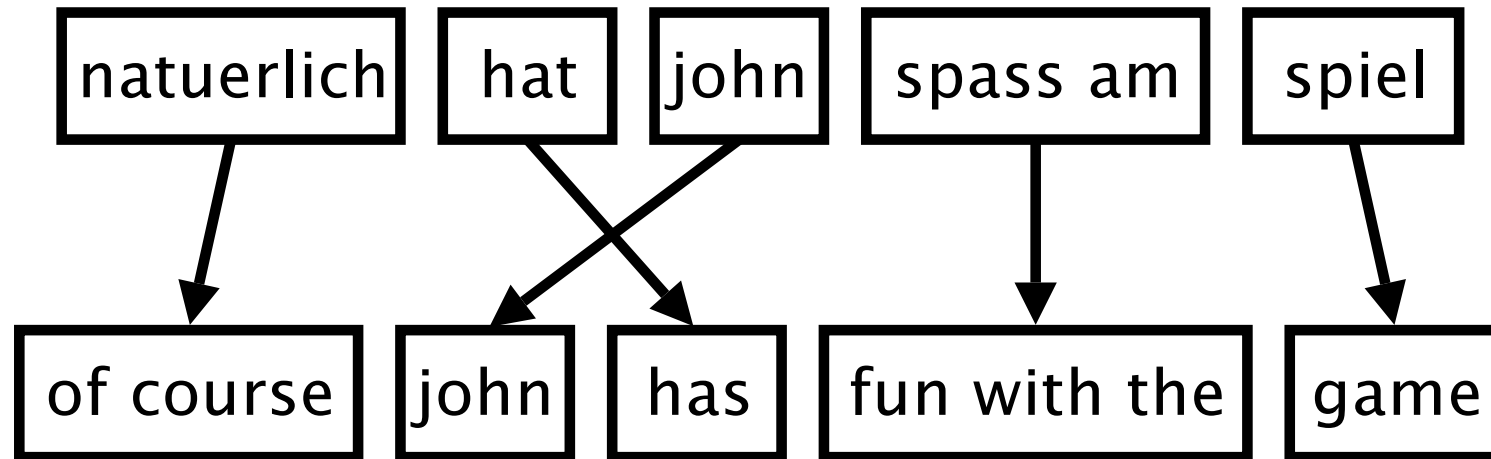 natuerlich hat john spass am spiel
of course john has fun with the game